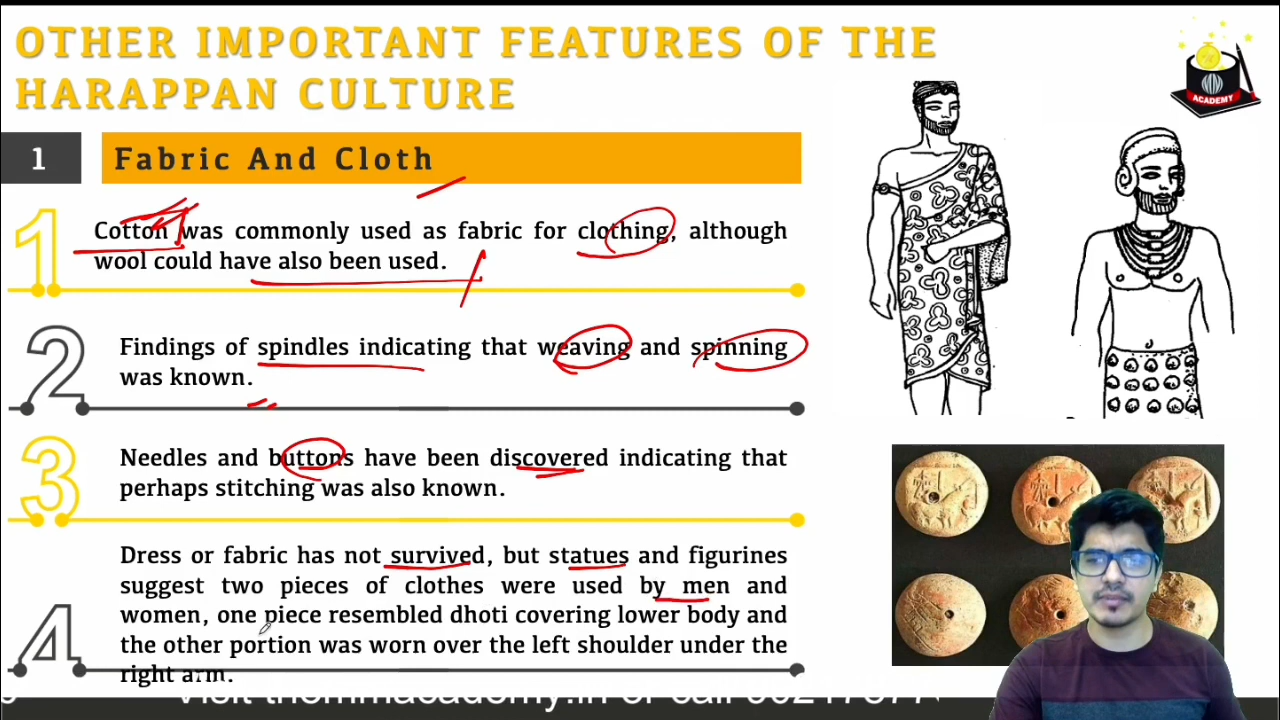 OTHER IMPORTANT FEATURES OF THE
HARAPPAN CULTURE
ACADEMY
1
Fabric And Cloth
1
Cotton was commonly used as fabric for clothing, although
wool could have also been used.
2
Findings of spindles indicating that weaving and spinning
was known.
3
Needles and buttons have been discovered indicating that
perhaps stitching was also known.
4
Dress or fabric has not survived, but statues and figurines
suggest two pieces of clothes were used by men and
women, one piece resembled dhoti covering lower body and
the other portion was worn over the left shoulder under the
right arm.
or call